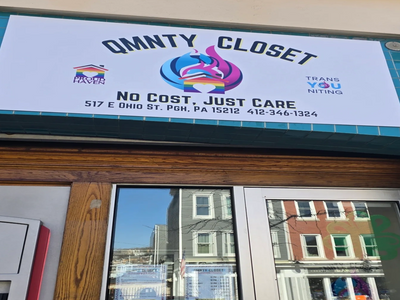 QMNTY CLOSET
PROUD HAVEN
TRANS
YOU
NITING
NO COST, JUST CARE
517 E OHIO ST. PGH, PA 15212 412-346-1324